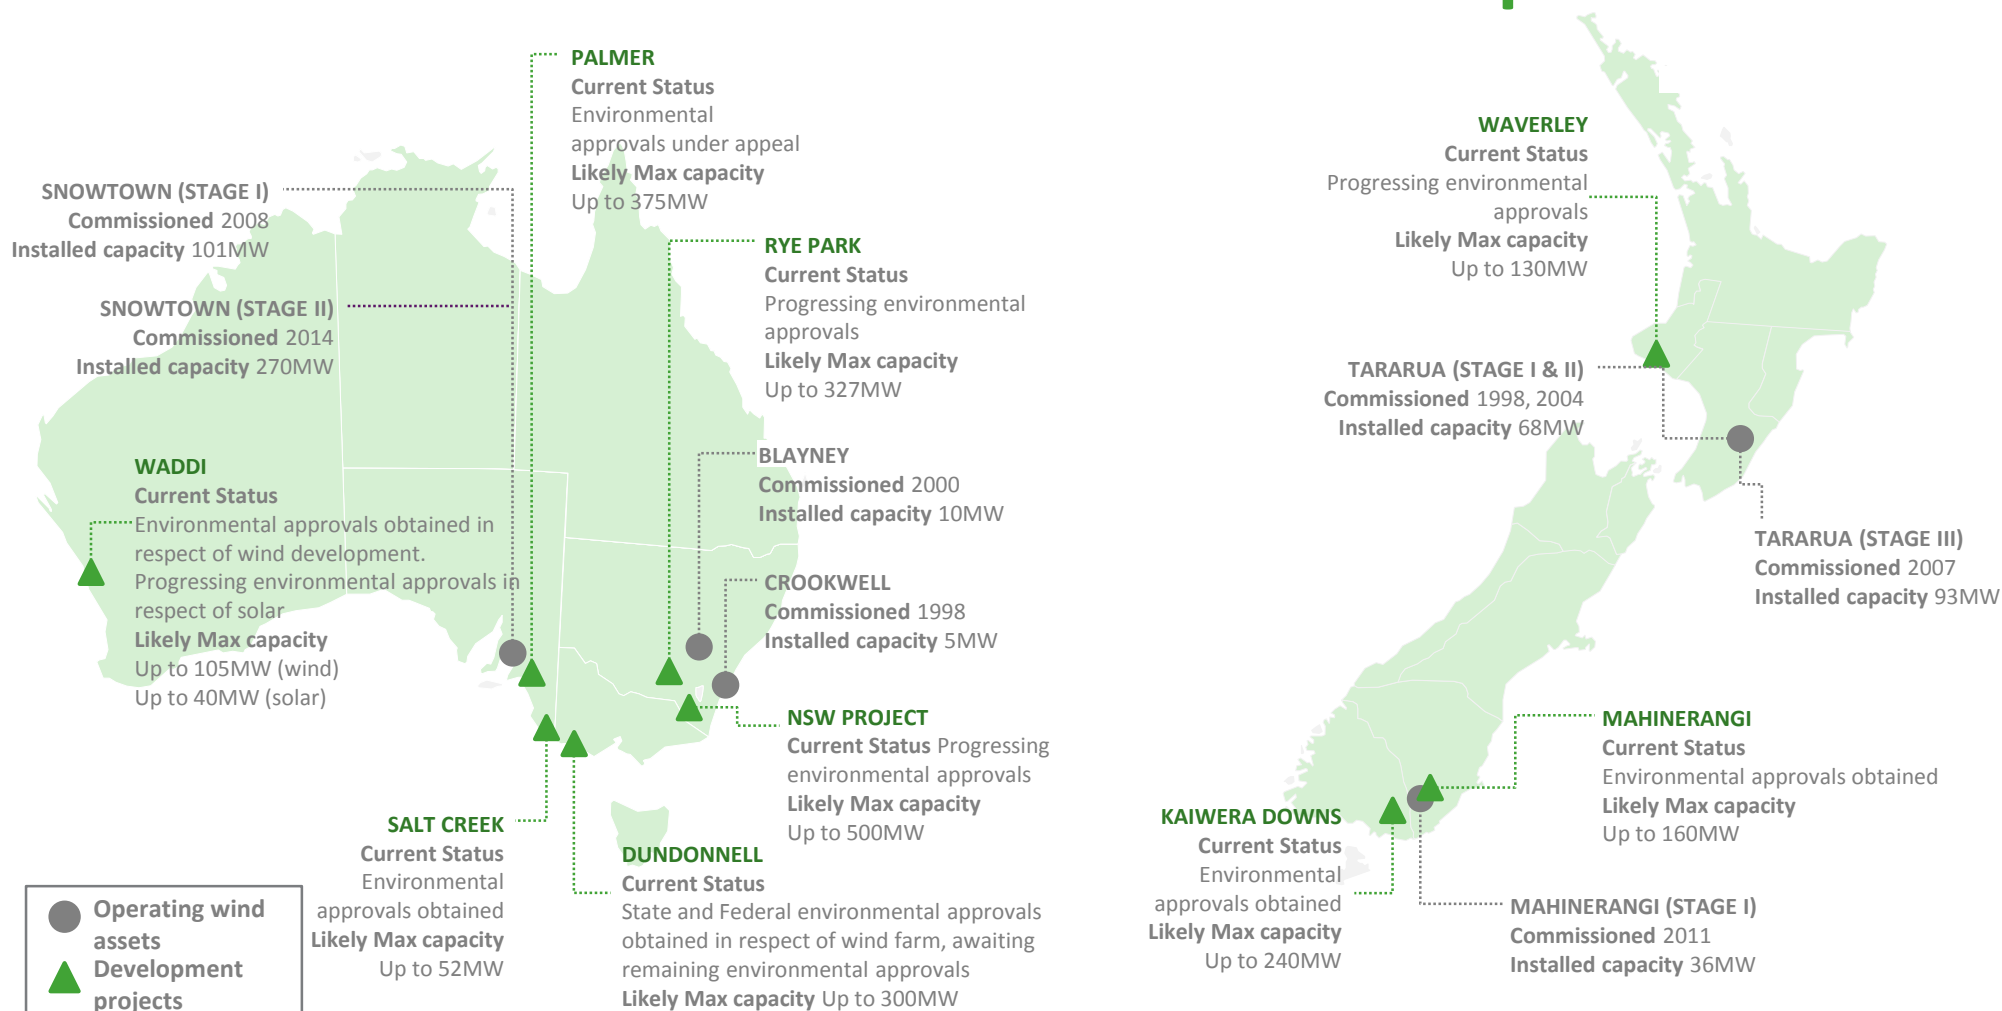 PALMER
Current Status
Environmental
approvals under appeal
Likely Max capacity
Up to 375MW
SNOWTOWN (STAGE I)
Commissioned 2008
Installed capacity 101MW
SNOWTOWN (STAGE II)
Commissioned 2014
Installed capacity 270MW
RYE PARK
Current Status
Progressing environmental
approvals
Likely Max capacity
Up to 327MW
WADDI
Current Status
Environmental approvals obtained in
respect of wind development.
Progressing environmental approvals in
respect of solar
Likely Max capacity
Up to 105MW (wind)
Up to 40MW (solar)
BLAYNEY
Commissioned 2000
Installed capacity 10MW
CROOKWELL
Commissioned 1998
Installed capacity 5MW
NSW PROJECT
Current Status Progressing
environmental approvals
Likely Max capacity
Up to 500MW
SALT CREEK
Current Status
Environmental
approvals obtained
Likely Max capacity
Up to 52MW
DUNDONNELL
Current Status
State and Federal environmental approvals
obtained in respect of wind farm, awaiting
remaining environmental approvals
Likely Max capacity Up to 300MW
Operating wind
assets
Development
projects
WAVERLEY
Current Status
Progressing environmental
approvals
Likely Max capacity
Up to 130MW
TARARUA (STAGE I & II)
Commissioned 1998, 2004
Installed capacity 68MW
TARARUA (STAGE III)
Commissioned 2007
Installed capacity 93MW
MAHINERANGI
Current Status
Environmental approvals obtained
Likely Max capacity
Up to 160MW
KAIWERA DOWNS
Current Status
Environmental
approvals obtained
Likely Max capacity
Up to 240MW
MAHINERANGI (STAGE I)
Commissioned 2011
Installed capacity 36MW